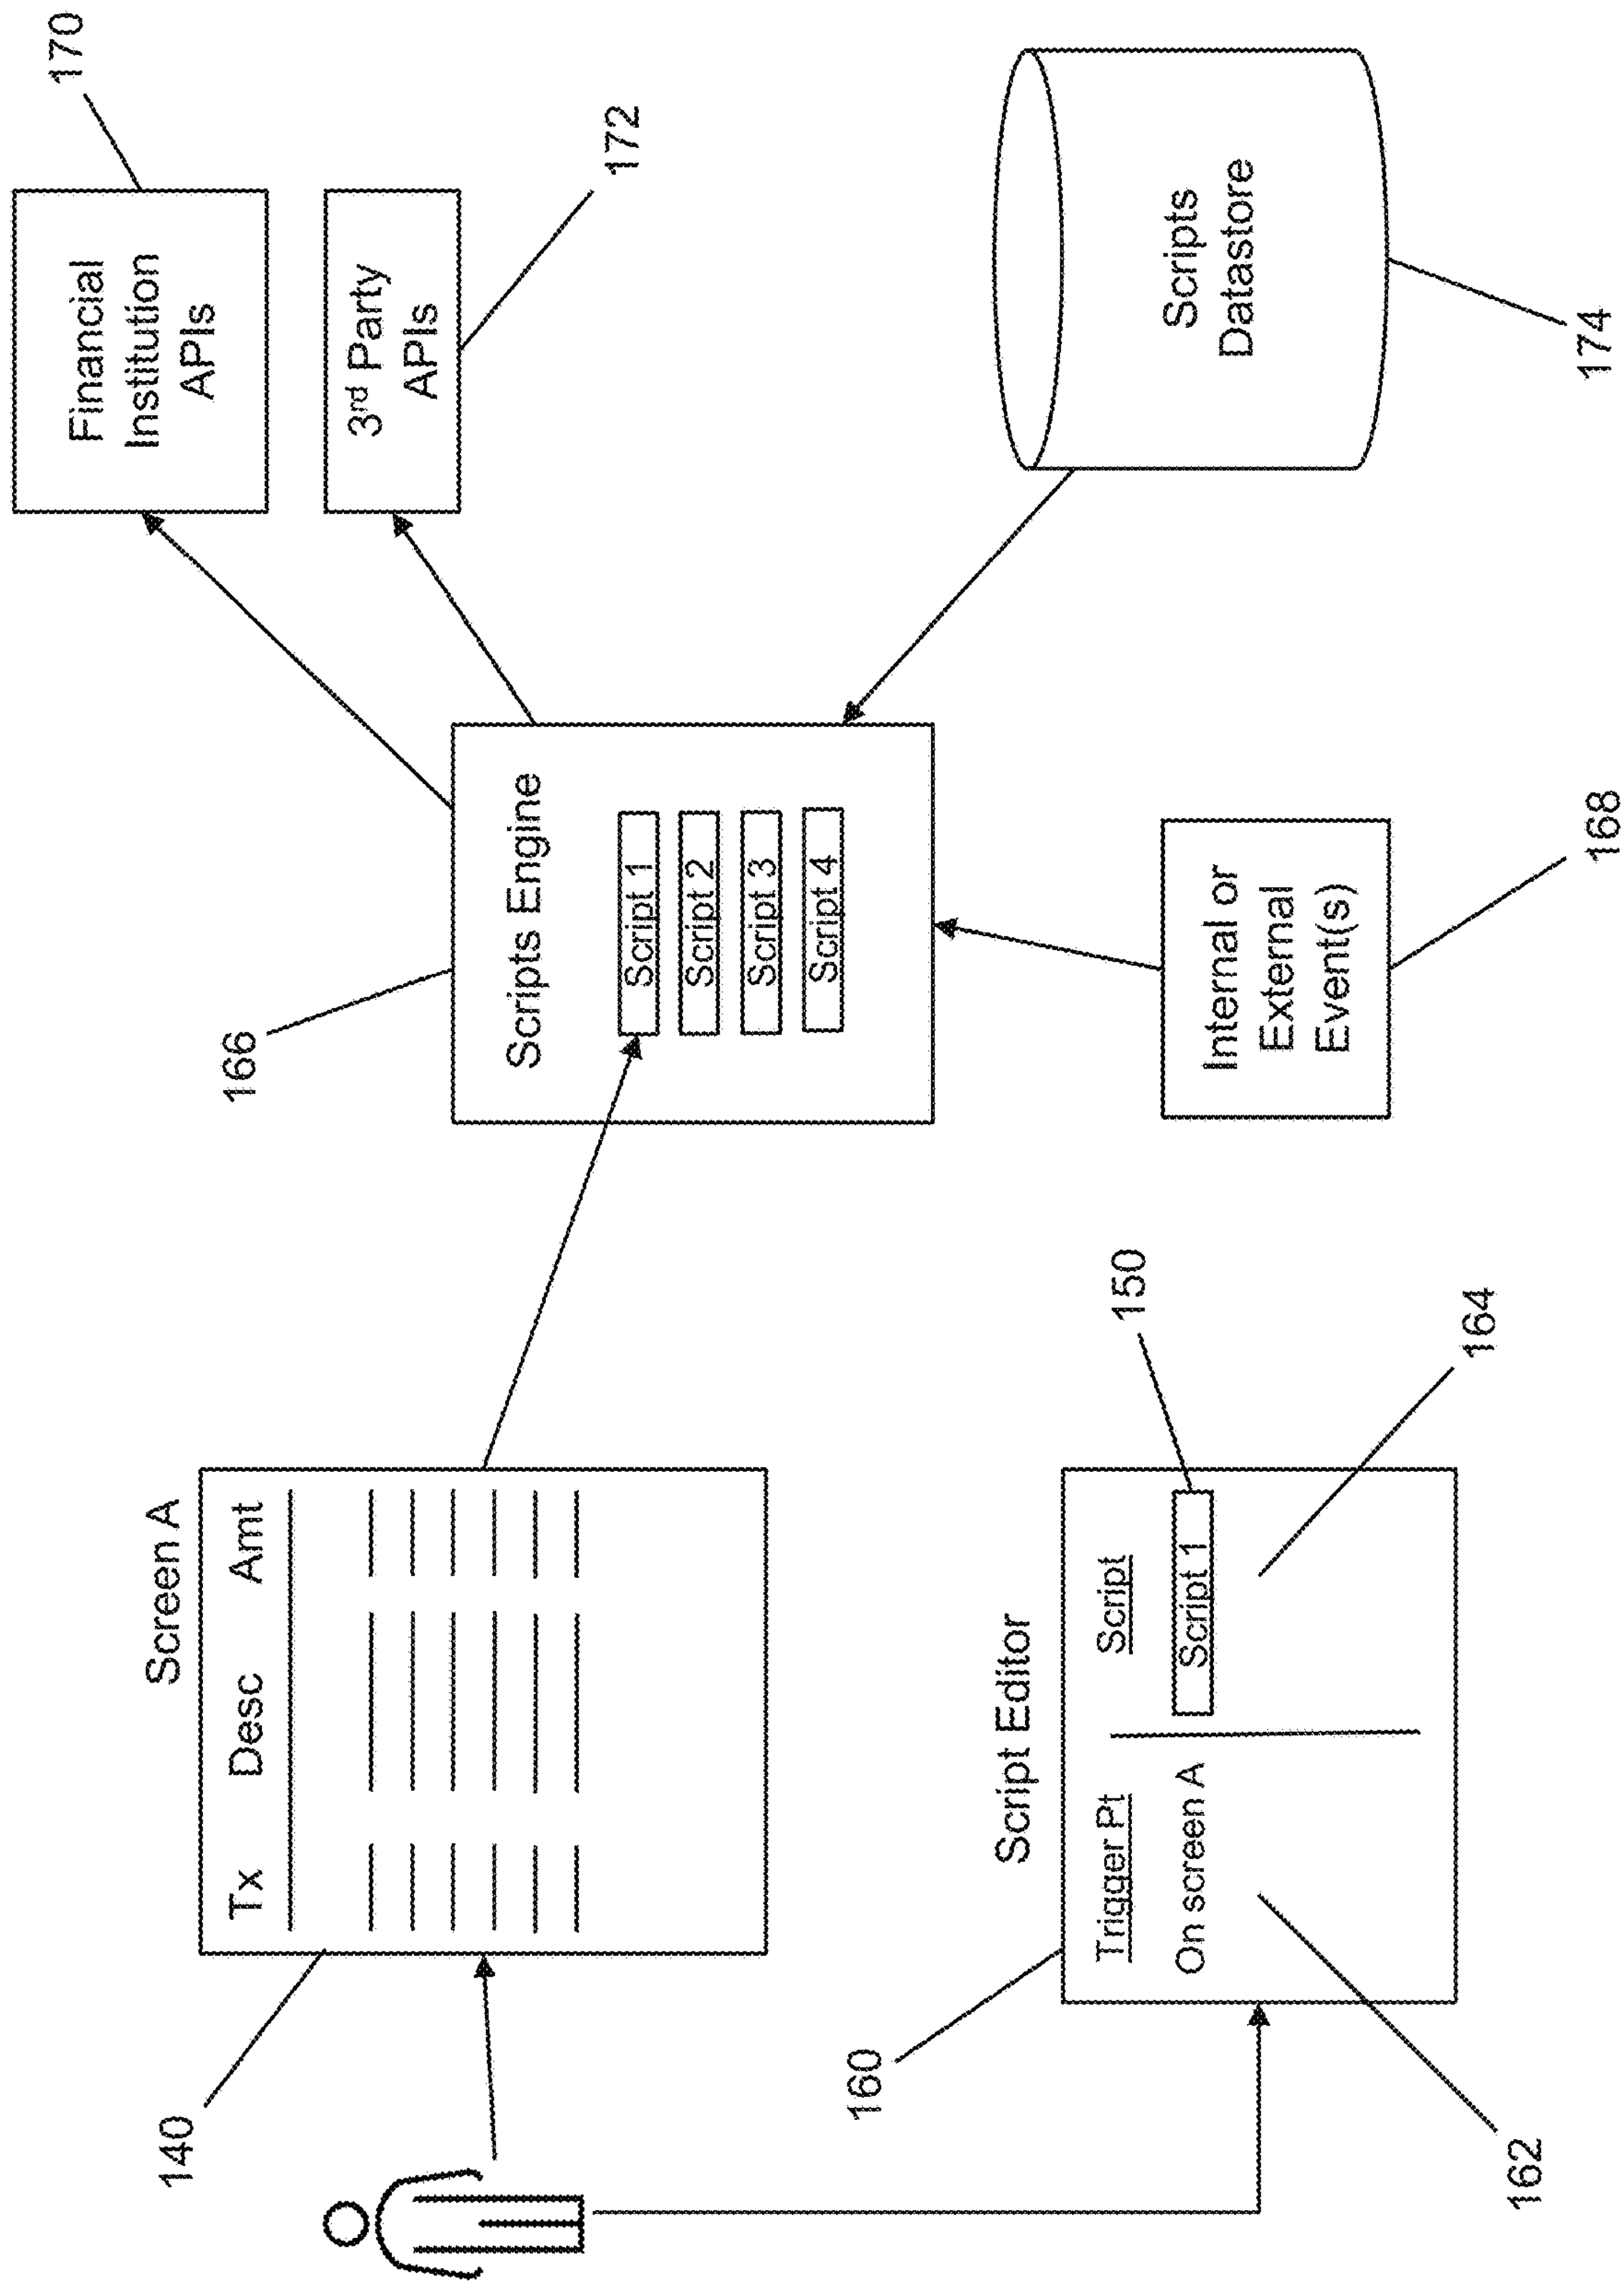 Screen A
140
Tx Desc Amt
Script Editor
160
Trigger Pt Script
On screen A Script 1
150
162
164
166
Scripts Engine
Script 1
Script 2
Script 3
Script 4
Internal or
External
Event(s)
168
Financial
Institution
APIs
170
3rd Party
APIs
172
Scripts
Datastore
174